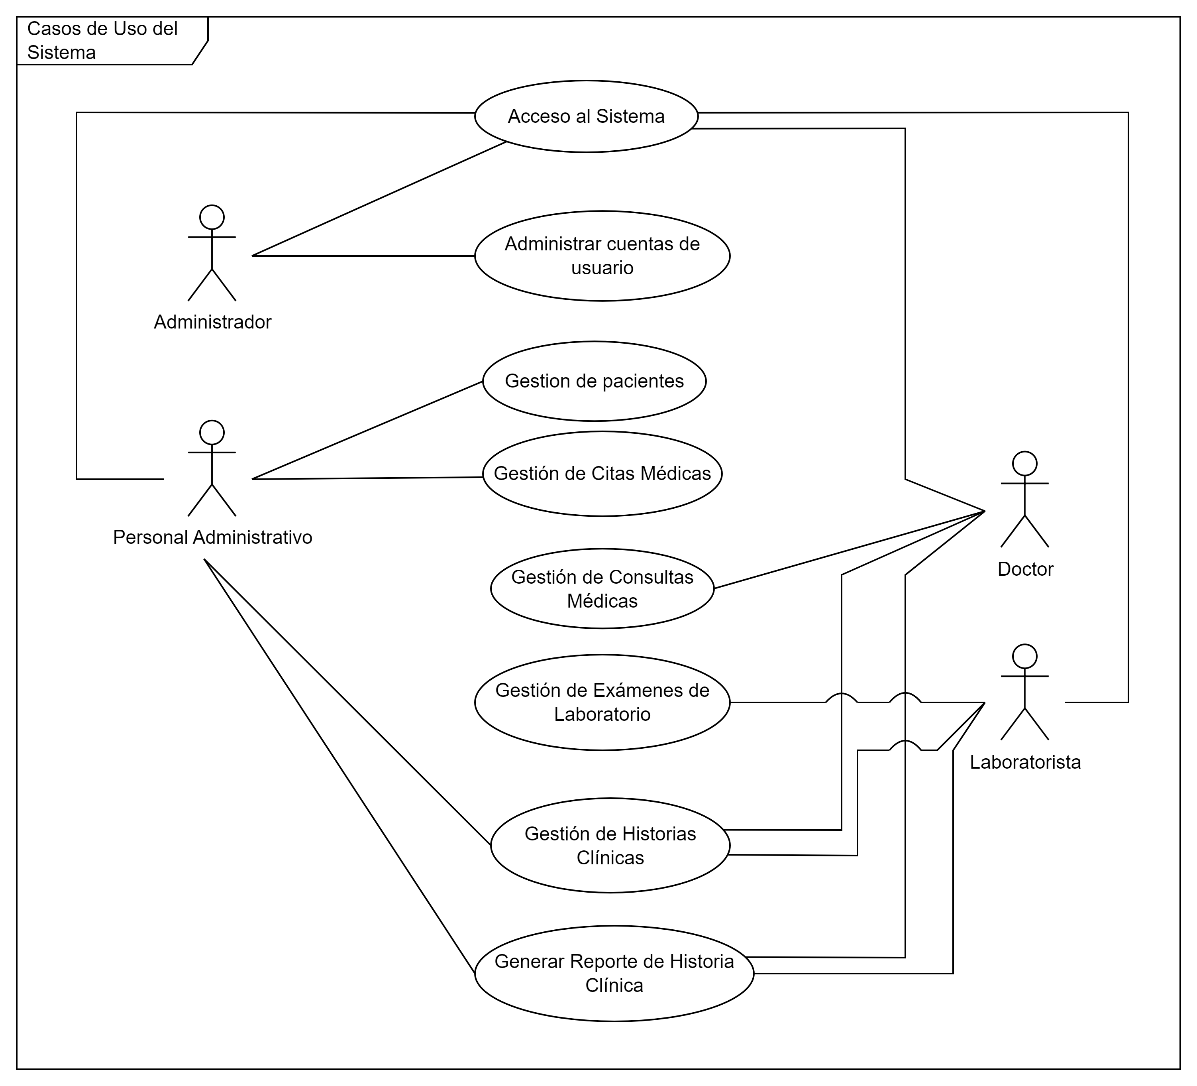 Casos de Uso del
Sistema
Acceso al Sistema
Administrar cuentas de
usuario
Administrador
Gestion de pacientes
Gestión de Citas Médicas
Personal Administrativo
Gestión de Consultas
Médicas
Doctor
Gestión de Exámenes de
Laboratorio
Laboratorista
Gestión de Historias
Clínicas
Generar Reporte de Historia
Clínica